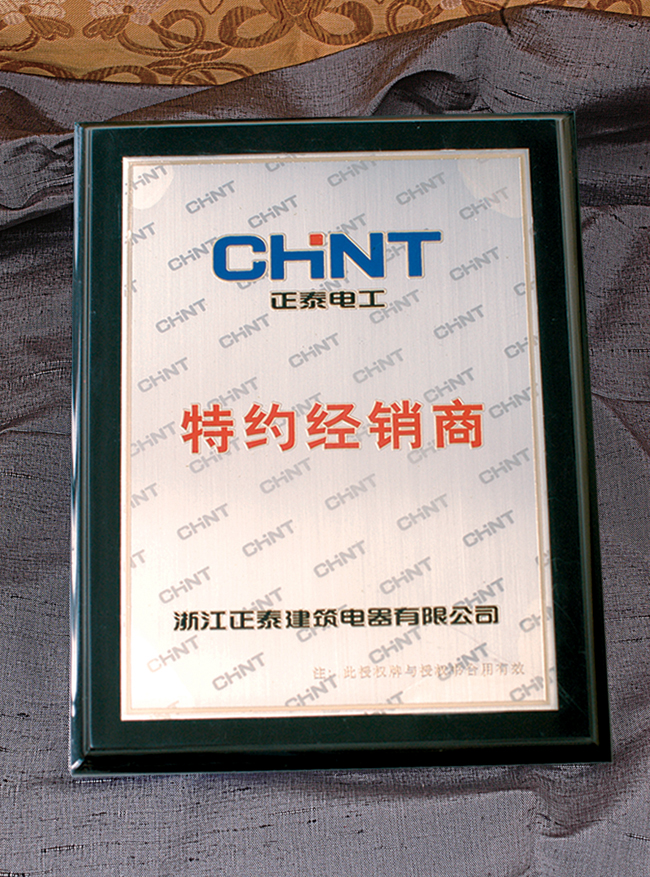 CHiNT
正泰电工
特约经销商
浙江正泰建筑电器有限公司
注：此授权牌与授权书合用有效